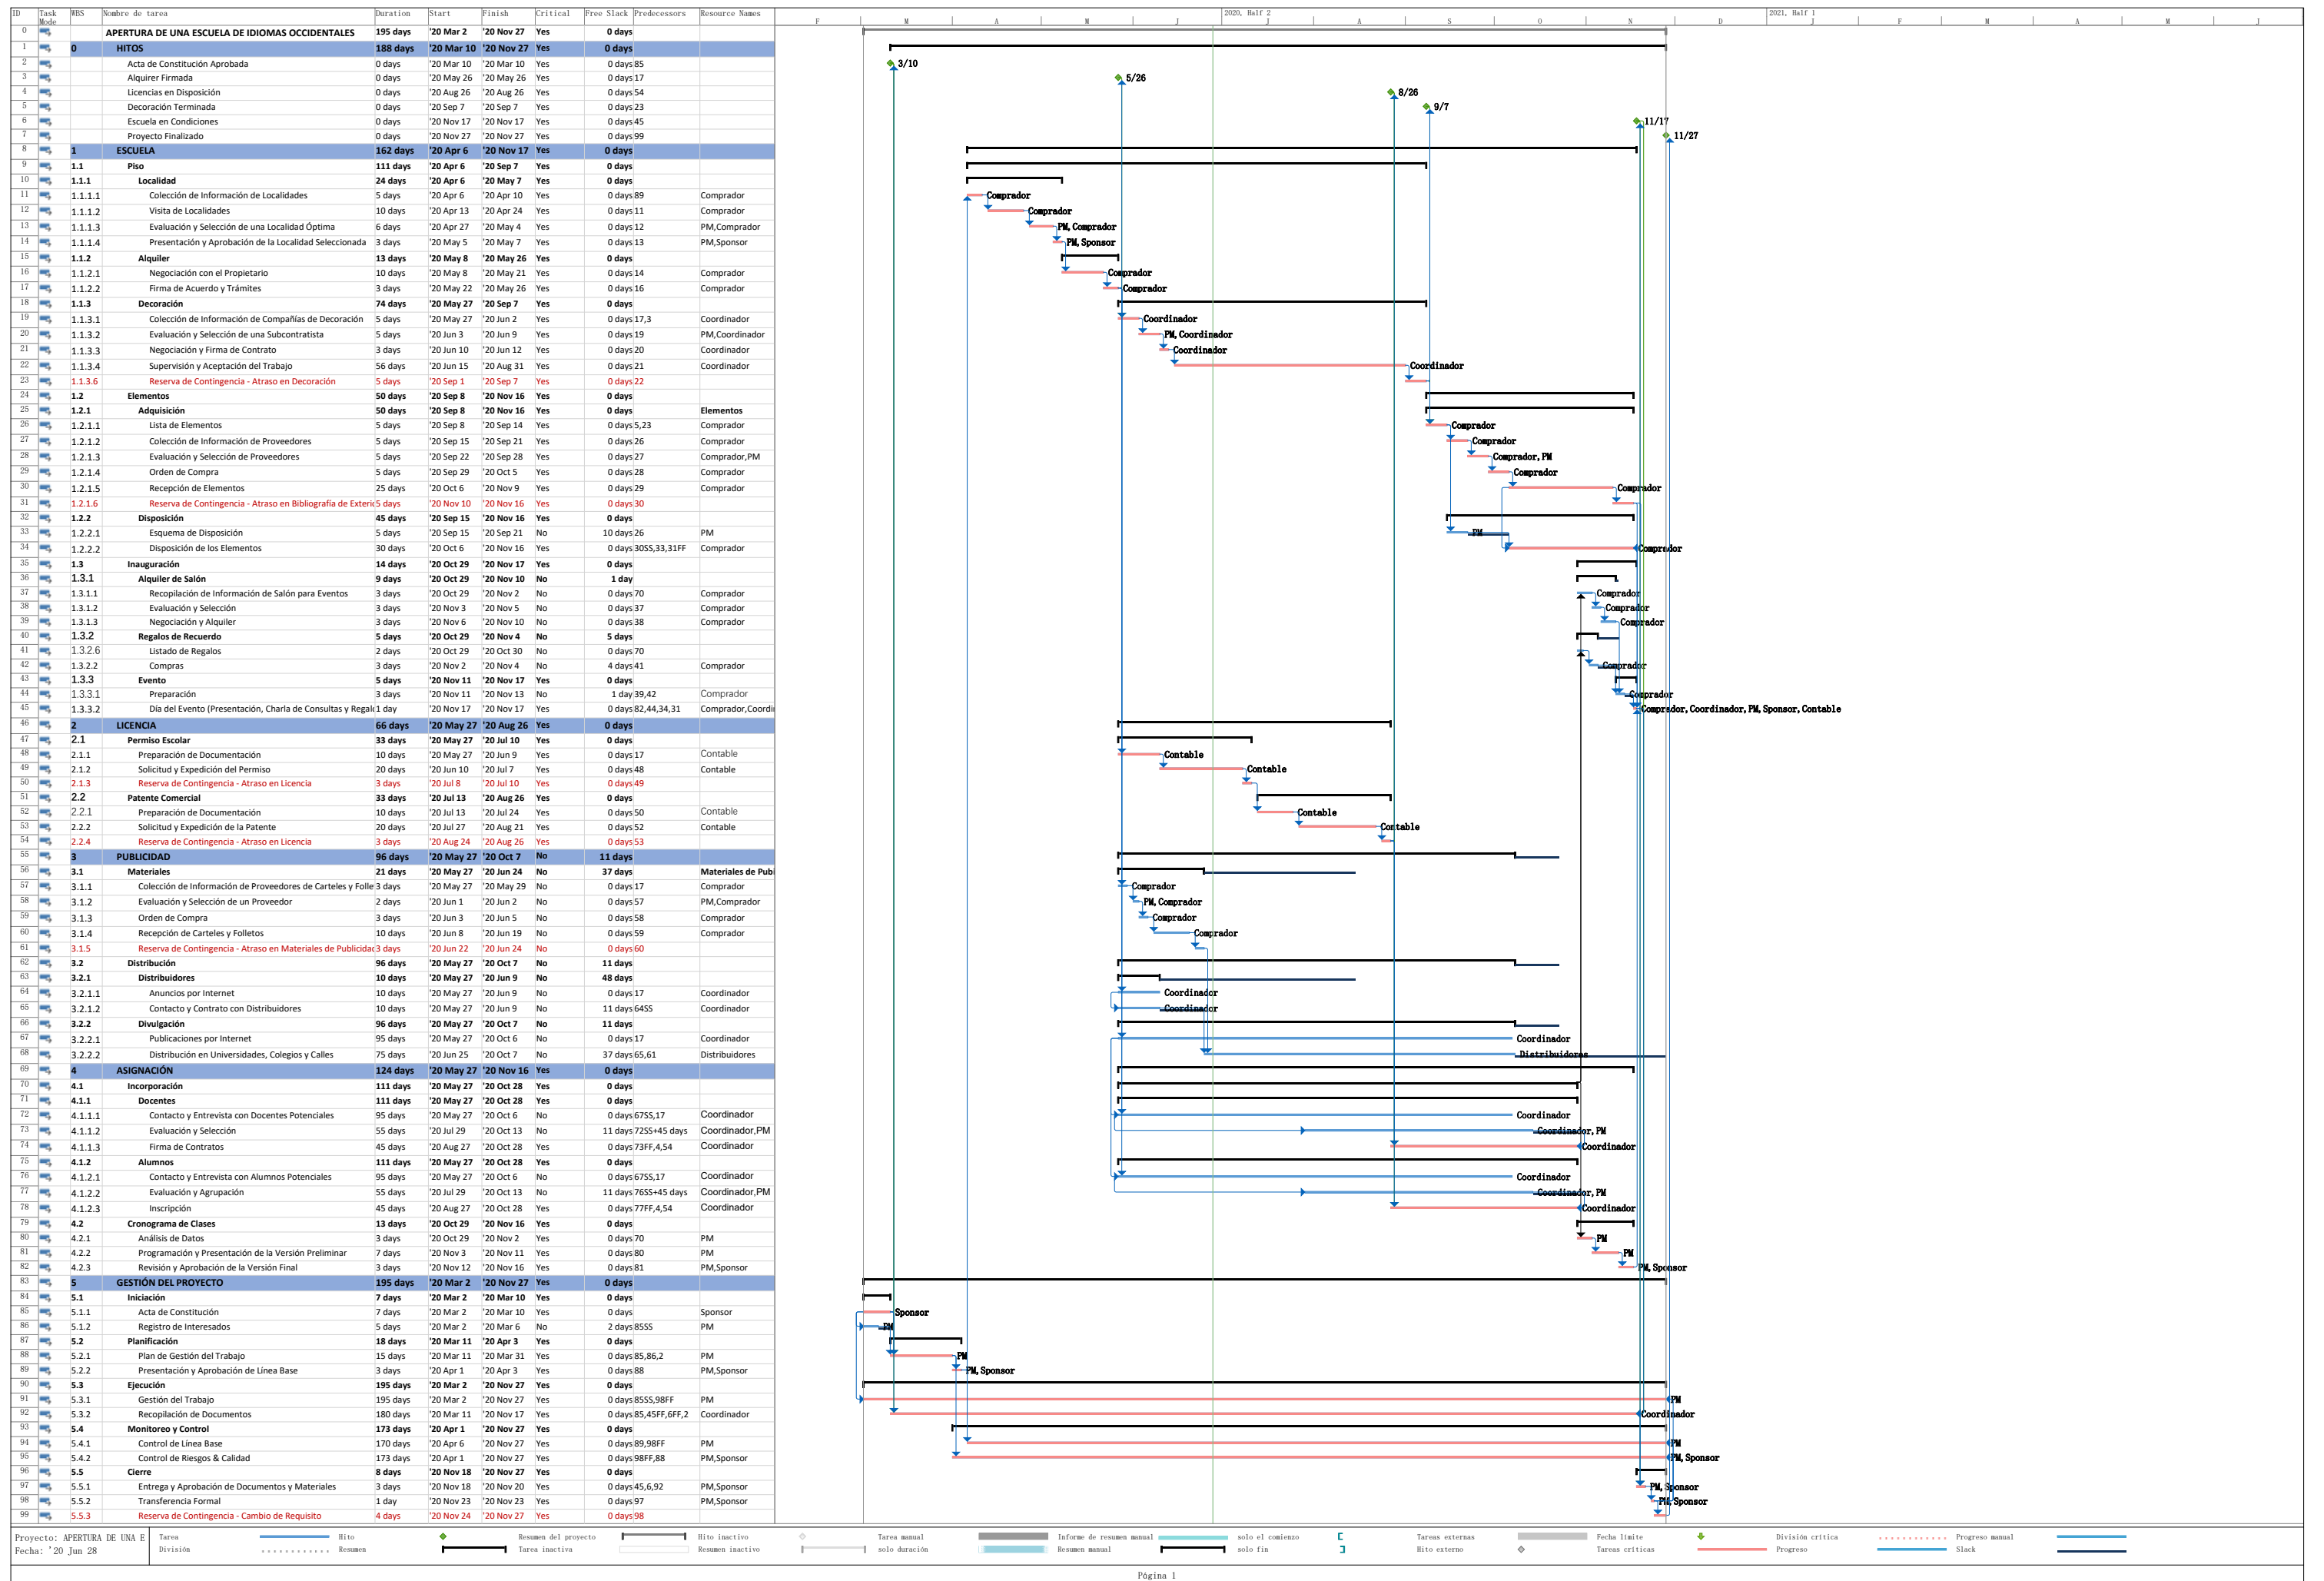 ID Task Mode WBS Nombre de tarea Duration Start Finish Critical Free Slack Predecessors Resource Names
2020, Half 2 2021, Half 1
F M A M J J A S O N D J F M A M J
0 APERTURA DE UNA ESCUELA DE IDIOMAS OCCIDENTALES 195 days '20 Mar 2 '20 Nov 27 Yes 0 days
1 0 HITOS 188 days '20 Mar 10 '20 Nov 27 Yes 0 days
2 Acta de Constitución Aprobada 0 days '20 Mar 10 '20 Mar 10 Yes 0 days 85 3/10
3 Alquirer Firmada 0 days '20 May 26 '20 May 26 Yes 0 days 17 5/26
4 Licencias en Disposición 0 days '20 Aug 26 '20 Aug 26 Yes 0 days 54 8/26
5 Decoración Terminada 0 days '20 Sep 7 '20 Sep 7 Yes 0 days 23 9/7
6 Escuela en Condiciones 0 days '20 Nov 17 '20 Nov 17 Yes 0 days 45 11/17
7 Proyecto Finalizado 0 days '20 Nov 27 '20 Nov 27 Yes 0 days 99 11/27
8 1 ESCUELA 162 days '20 Apr 6 '20 Nov 17 Yes 0 days
9 1.1 Piso 111 days '20 Apr 6 '20 Sep 7 Yes 0 days
10 1.1.1 Localidad 24 days '20 Apr 6 '20 May 7 Yes 0 days
11 1.1.1.1 Colección de Información de Localidades 5 days '20 Apr 6 '20 Apr 10 Yes 0 days 89 Comprador Comprador
12 1.1.1.2 Visita de Localidades 10 days '20 Apr 13 '20 Apr 24 Yes 0 days 11 Comprador Comprador
13 1.1.1.3 Evaluación y Selección de una Localidad Óptima 6 days '20 Apr 27 '20 May 4 Yes 0 days 12 PM,Comprador PM, Comprador
14 1.1.1.4 Presentación y Aprobación de la Localidad Seleccionada 3 days '20 May 5 '20 May 7 Yes 0 days 13 PM,Sponsor PM, Sponsor
15 1.1.2 Alquiler 13 days '20 May 8 '20 May 26 Yes 0 days
16 1.1.2.1 Negociación con el Propietario 10 days '20 May 8 '20 May 21 Yes 0 days 14 Comprador Comprador
17 1.1.2.2 Firma de Acuerdo y Trámites 3 days '20 May 22 '20 May 26 Yes 0 days 16 Comprador Comprador
18 1.1.3 Decoración 74 days '20 May 27 '20 Sep 7 Yes 0 days
19 1.1.3.1 Colección de Información de Compañías de Decoración 5 days '20 May 27 '20 Jun 2 Yes 0 days 17,3 Coordinador Coordinador
20 1.1.3.2 Evaluación y Selección de una Subcontratista 5 days '20 Jun 3 '20 Jun 9 Yes 0 days 19 PM,Coordinador PM, Coordinador
21 1.1.3.3 Negociación y Firma de Contrato 3 days '20 Jun 10 '20 Jun 12 Yes 0 days 20 Coordinador Coordinador
22 1.1.3.4 Supervisión y Aceptación del Trabajo 56 days '20 Jun 15 '20 Aug 31 Yes 0 days 21 Coordinador Coordinador
23 1.1.3.6 Reserva de Contingencia - Atraso en Decoración 5 days '20 Sep 1 '20 Sep 7 Yes 0 days 22
24 1.2 Elementos 50 days '20 Sep 8 '20 Nov 16 Yes 0 days
25 1.2.1 Adquisición 50 days '20 Sep 8 '20 Nov 16 Yes 0 days Elementos
26 1.2.1.1 Lista de Elementos 5 days '20 Sep 8 '20 Sep 14 Yes 0 days 5,23 Comprador Comprador
27 1.2.1.2 Colección de Información de Proveedores 5 days '20 Sep 15 '20 Sep 21 Yes 0 days 26 Comprador Comprador
28 1.2.1.3 Evaluación y Selección de Proveedores 5 days '20 Sep 22 '20 Sep 28 Yes 0 days 27 Comprador,PM Comprador, PM
29 1.2.1.4 Orden de Compra 5 days '20 Sep 29 '20 Oct 5 Yes 0 days 28 Comprador Comprador
30 1.2.1.5 Recepción de Elementos 25 days '20 Oct 6 '20 Nov 9 Yes 0 days 29 Comprador Comprador
31 1.2.1.6 Reserva de Contingencia - Atraso en Bibliografía de Exteri 5 days '20 Nov 10 '20 Nov 16 Yes 0 days 30
32 1.2.2 Disposición 45 days '20 Sep 15 '20 Nov 16 Yes 0 days
33 1.2.2.1 Esquema de Disposición 5 days '20 Sep 15 '20 Sep 21 No 10 days 26 PM PM
34 1.2.2.2 Disposición de los Elementos 30 days '20 Oct 6 '20 Nov 16 Yes 0 days 30SS,33,31FF Comprador Comprador
35 1.3 Inauguración 14 days '20 Oct 29 '20 Nov 17 Yes 0 days
36 1.3.1 Alquiler de Salón 9 days '20 Oct 29 '20 Nov 10 No 1 day
37 1.3.1.1 Recopilación de Información de Salón para Eventos 3 days '20 Oct 29 '20 Nov 2 No 0 days 70 Comprador Comprador
38 1.3.1.2 Evaluación y Selección 3 days '20 Nov 3 '20 Nov 5 No 0 days 37 Comprador Comprador
39 1.3.1.3 Negociación y Alquiler 3 days '20 Nov 6 '20 Nov 10 No 0 days 38 Comprador Comprador
40 1.3.2 Regalos de Recuerdo 5 days '20 Oct 29 '20 Nov 4 No 5 days
41 1.3.2.6 Listado de Regalos 2 days '20 Oct 29 '20 Oct 30 No 0 days 70
42 1.3.2.2 Compras 3 days '20 Nov 2 '20 Nov 4 No 4 days 41 Comprador Comprador
43 1.3.3 Evento 5 days '20 Nov 11 '20 Nov 17 Yes 0 days
44 1.3.3.1 Preparación 3 days '20 Nov 11 '20 Nov 13 No 1 day 39,42 Comprador Comprador
45 1.3.3.2 Día del Evento (Presentación, Charla de Consultas y Regal 1 day '20 Nov 17 '20 Nov 17 Yes 0 days 82,44,34,31 Comprador,Coordi Comprador, Coordinador, PM, Sponsor, Contable
46 2 LICENCIA 66 days '20 May 27 '20 Aug 26 Yes 0 days
47 2.1 Permiso Escolar 33 days '20 May 27 '20 Jul 10 Yes 0 days
48 2.1.1 Preparación de Documentación 10 days '20 May 27 '20 Jun 9 Yes 0 days 17 Contable Contable
49 2.1.2 Solicitud y Expedición del Permiso 20 days '20 Jun 10 '20 Jul 7 Yes 0 days 48 Contable Contable
50 2.1.3 Reserva de Contingencia - Atraso en Licencia 3 days '20 Jul 8 '20 Jul 10 Yes 0 days 49
51 2.2 Patente Comercial 33 days '20 Jul 13 '20 Aug 26 Yes 0 days
52 2.2.1 Preparación de Documentación 10 days '20 Jul 13 '20 Jul 24 Yes 0 days 50 Contable Contable
53 2.2.2 Solicitud y Expedición de la Patente 20 days '20 Jul 27 '20 Aug 21 Yes 0 days 52 Contable Contable
54 2.2.4 Reserva de Contingencia - Atraso en Licencia 3 days '20 Aug 24 '20 Aug 26 Yes 0 days 53
55 3 PUBLICIDAD 96 days '20 May 27 '20 Oct 7 No 11 days
56 3.1 Materiales 21 days '20 May 27 '20 Jun 24 No 37 days Materiales de Pub
57 3.1.1 Colección de Información de Proveedores de Carteles y Folle 3 days '20 May 27 '20 May 29 No 0 days 17 Comprador Comprador
58 3.1.2 Evaluación y Selección de un Proveedor 2 days '20 Jun 1 '20 Jun 2 No 0 days 57 PM,Comprador PM, Comprador
59 3.1.3 Orden de Compra 3 days '20 Jun 3 '20 Jun 5 No 0 days 58 Comprador Comprador
60 3.1.4 Recepción de Carteles y Folletos 10 days '20 Jun 8 '20 Jun 19 No 0 days 59 Comprador Comprador
61 3.1.5 Reserva de Contingencia - Atraso en Materiales de Publicidad 3 days '20 Jun 22 '20 Jun 24 No 0 days 60
62 3.2 Distribución 96 days '20 May 27 '20 Oct 7 No 11 days
63 3.2.1 Distribuidores 10 days '20 May 27 '20 Jun 9 No 48 days
64 3.2.1.1 Anuncios por Internet 10 days '20 May 27 '20 Jun 9 No 0 days 17 Coordinador Coordinador
65 3.2.1.2 Contacto y Contrato con Distribuidores 10 days '20 May 27 '20 Jun 9 No 11 days 64SS Coordinador Coordinador
66 3.2.2 Divulgación 96 days '20 May 27 '20 Oct 7 No 11 days
67 3.2.2.1 Publicaciones por Internet 95 days '20 May 27 '20 Oct 6 No 0 days 17 Coordinador Coordinador
68 3.2.2.2 Distribución en Universidades, Colegios y Calles 75 days '20 Jun 25 '20 Oct 7 No 37 days 65,61 Distribuidores Distribuidores
69 4 ASIGNACIÓN 124 days '20 May 27 '20 Nov 16 Yes 0 days
70 4.1 Incorporación 111 days '20 May 27 '20 Oct 28 Yes 0 days
71 4.1.1 Docentes 111 days '20 May 27 '20 Oct 28 Yes 0 days
72 4.1.1.1 Contacto y Entrevista con Docentes Potenciales 95 days '20 May 27 '20 Oct 6 No 0 days 67SS,17 Coordinador Coordinador
73 4.1.1.2 Evaluación y Selección 55 days '20 Jul 29 '20 Oct 13 No 11 days 72SS+45 days Coordinador,PM Coordinador, PM
74 4.1.1.3 Firma de Contratos 45 days '20 Aug 27 '20 Oct 28 Yes 0 days 73FF,4,54 Coordinador Coordinador
75 4.1.2 Alumnos 111 days '20 May 27 '20 Oct 28 Yes 0 days
76 4.1.2.1 Contacto y Entrevista con Alumnos Potenciales 95 days '20 May 27 '20 Oct 6 No 0 days 67SS,17 Coordinador Coordinador
77 4.1.2.2 Evaluación y Agrupación 55 days '20 Jul 29 '20 Oct 13 No 11 days 76SS+45 days Coordinador,PM Coordinador, PM
78 4.1.2.3 Inscripción 45 days '20 Aug 27 '20 Oct 28 Yes 0 days 77FF,4,54 Coordinador Coordinador
79 4.2 Cronograma de Clases 13 days '20 Oct 29 '20 Nov 16 Yes 0 days
80 4.2.1 Análisis de Datos 3 days '20 Oct 29 '20 Nov 2 Yes 0 days 70 PM PM
81 4.2.2 Programación y Presentación de la Versión Preliminar 7 days '20 Nov 3 '20 Nov 11 Yes 0 days 80 PM PM
82 4.2.3 Revisión y Aprobación de la Versión Final 3 days '20 Nov 12 '20 Nov 16 Yes 0 days 81 PM,Sponsor PM, Sponsor
83 5 GESTIÓN DEL PROYECTO 195 days '20 Mar 2 '20 Nov 27 Yes 0 days
84 5.1 Iniciación 7 days '20 Mar 2 '20 Mar 10 Yes 0 days
85 5.1.1 Acta de Constitución 7 days '20 Mar 2 '20 Mar 10 Yes 0 days Sponsor Sponsor
86 5.1.2 Registro de Interesados 5 days '20 Mar 2 '20 Mar 6 No 2 days 85SS PM PM
87 5.2 Planificación 18 days '20 Mar 11 '20 Apr 3 Yes 0 days
88 5.2.1 Plan de Gestión del Trabajo 15 days '20 Mar 11 '20 Mar 31 Yes 0 days 85,86,2 PM PM
89 5.2.2 Presentación y Aprobación de Línea Base 3 days '20 Apr 1 '20 Apr 3 Yes 0 days 88 PM,Sponsor PM, Sponsor
90 5.3 Ejecución 195 days '20 Mar 2 '20 Nov 27 Yes 0 days
91 5.3.1 Gestión del Trabajo 195 days '20 Mar 2 '20 Nov 27 Yes 0 days 85SS,98FF PM PM
92 5.3.2 Recopilación de Documentos 180 days '20 Mar 11 '20 Nov 17 Yes 0 days 85,45FF,6FF,2 Coordinador Coordinador
93 5.4 Monitoreo y Control 173 days '20 Apr 1 '20 Nov 27 Yes 0 days
94 5.4.1 Control de Línea Base 170 days '20 Apr 6 '20 Nov 27 Yes 0 days 89,98FF PM PM
95 5.4.2 Control de Riesgos & Calidad 173 days '20 Apr 1 '20 Nov 27 Yes 0 days 98FF,88 PM,Sponsor PM, Sponsor
96 5.5 Cierre 8 days '20 Nov 18 '20 Nov 27 Yes 0 days
97 5.5.1 Entrega y Aprobación de Documentos y Materiales 3 days '20 Nov 18 '20 Nov 20 Yes 0 days 45,6,92 PM,Sponsor PM, Sponsor
98 5.5.2 Transferencia Formal 1 day '20 Nov 23 '20 Nov 23 Yes 0 days 97 PM,Sponsor PM, Sponsor
99 5.5.3 Reserva de Contingencia - Cambio de Requisito 4 days '20 Nov 24 '20 Nov 27 Yes 0 days 98
Proyecto: APERTURA DE UNA E
Fecha: '20 Jun 28
Tarea Hito Resumen del proyecto Hito inactivo Tarea manual Informe de resumen manual solo el comienzo Tareas externas Fecha límite División crítica Progreso manual
División Resumen Tarea inactiva Resumen inactivo solo duración Resumen manual solo fin Hito externo Tareas críticas Progreso Slack
Página 1